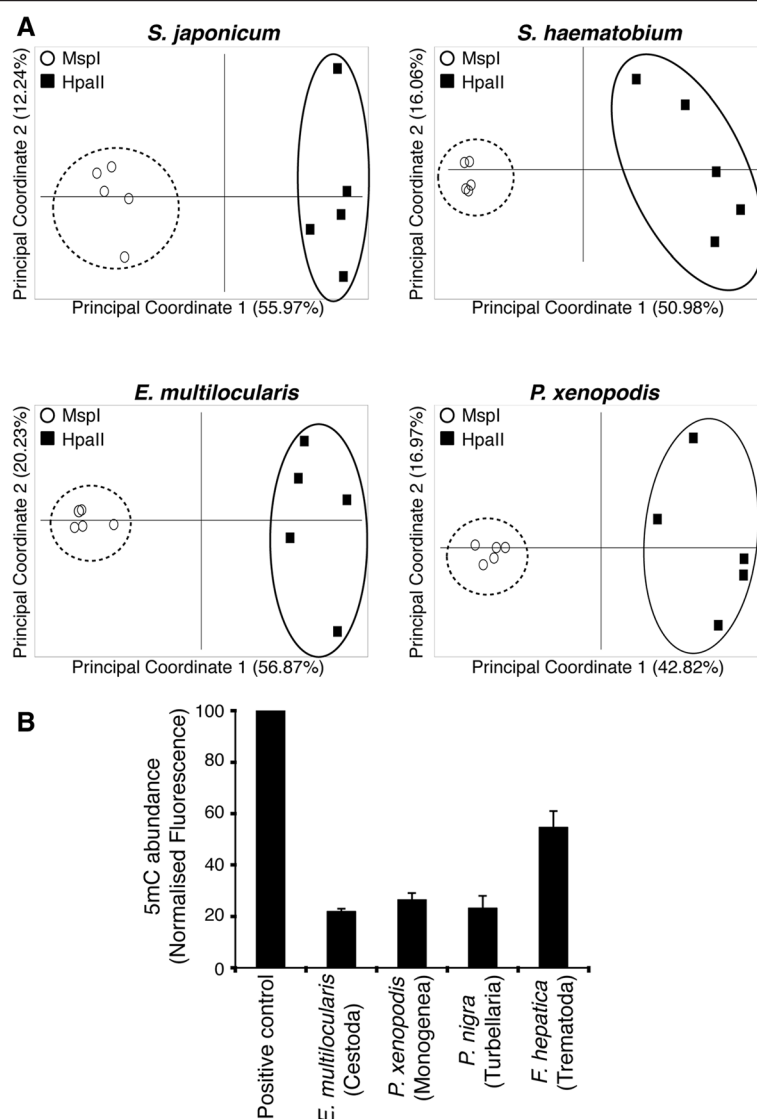 A
S. japonicum
MspI
HpaII
Principal Coordinate 2 (12.24%)
Principal Coordinate 1 (55.97%)
S. haematobium
MspI
HpaII
Principal Coordinate 2 (16.06%)
Principal Coordinate 1 (50.98%)
E. multilocularis
MspI
HpaII
Principal Coordinate 2 (20.23%)
Principal Coordinate 1 (56.87%)
P. xenopodis
MspI
HpaII
Principal Coordinate 2 (16.97%)
Principal Coordinate 1 (42.82%)
B
5mC abundance
(Normalised Fluorescence)
100
80
60
40
20
0
Positive control
E. multilocularis
(Cestoda)
P. xenopodis
(Monogenea)
P. nigra
(Turbellaria)
F. hepatica
(Trematoda)